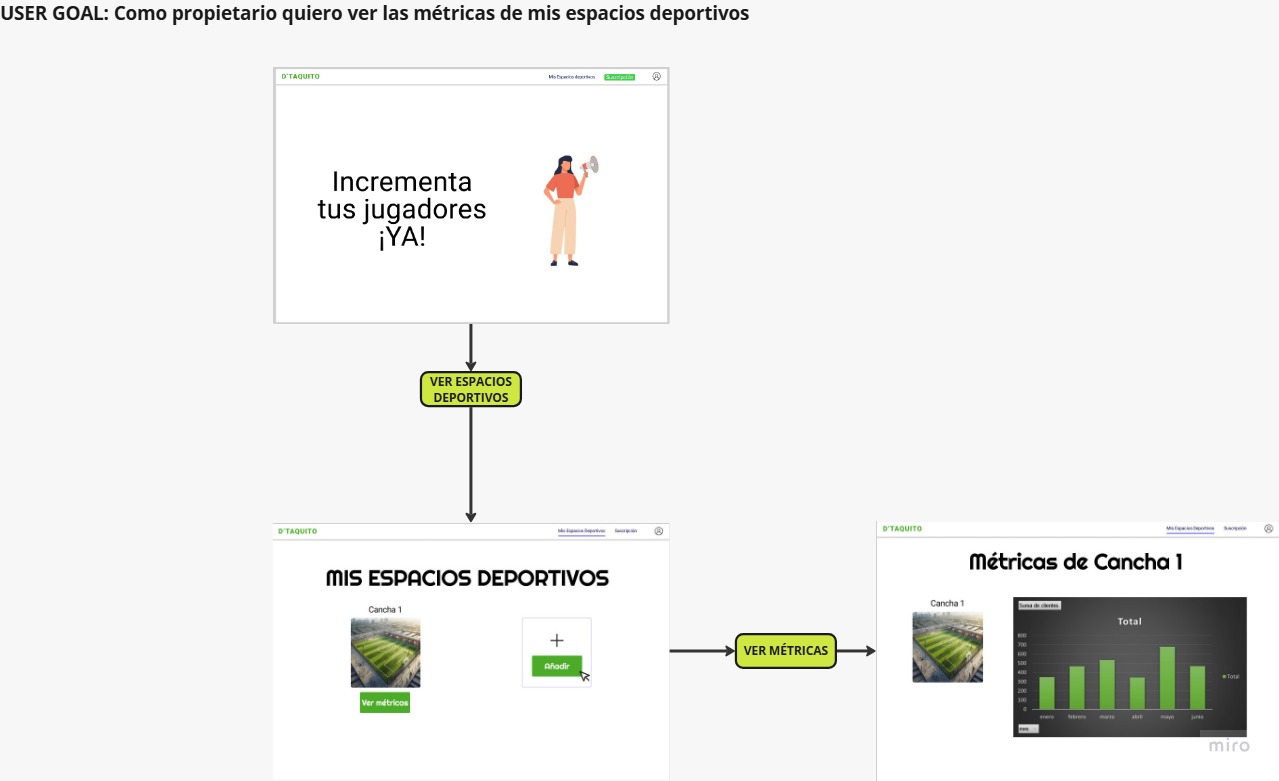 USER GOAL: Como propietario quiero ver las métricas de mis espacios deportivos
D'TAQUITO
Mis Espacios deportivos
Suscripción
Incrementa
tus jugadores
¡YA!
VER ESPACIOS
DEPORTIVOS
D'TAQUITO
Mis Espacios Deportivos
Suscripción
MIS ESPACIOS DEPORTIVOS
Cancha 1
Ver métricas
+
Añadir
VER MÉTRICAS
D'TAQUITO
Mis Espacios Deportivos
Suscripción
Métricas de Cancha 1
Cancha 1
Suma de clientes
Total
800
700
600
500
400
300
200
100
0
enero
febrero
marzo
abril
mayo
junio
Total
mes
miro